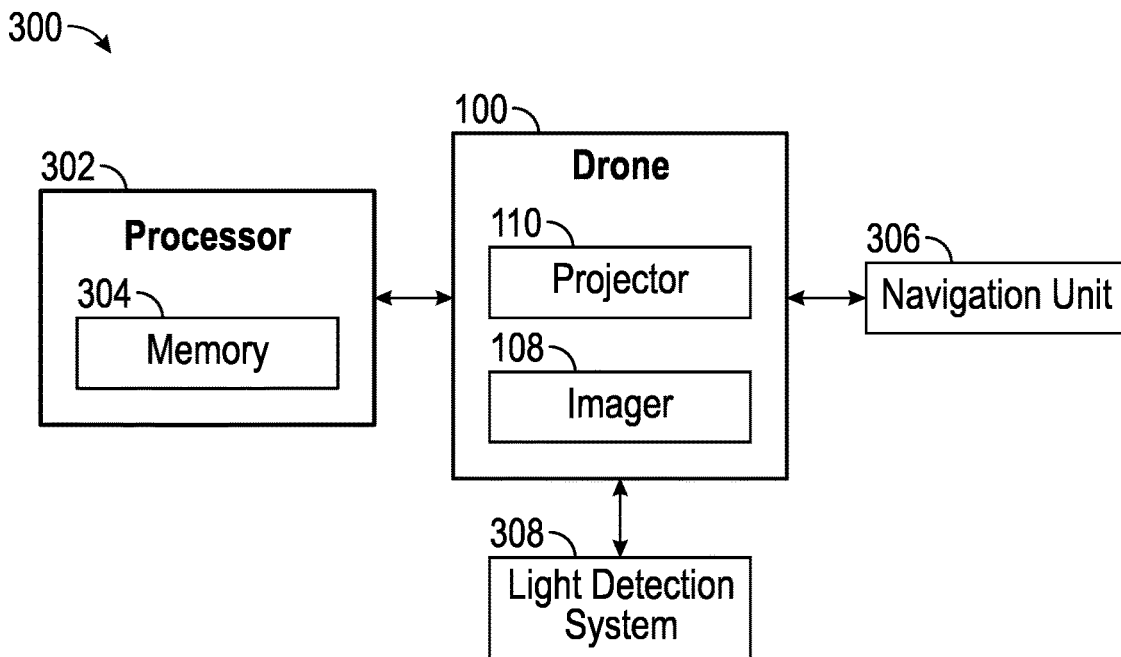 300
100
Drone
302
Processor
110
Projector
306
Navigation Unit
304
Memory
108
Imager
308
Light Detection
System